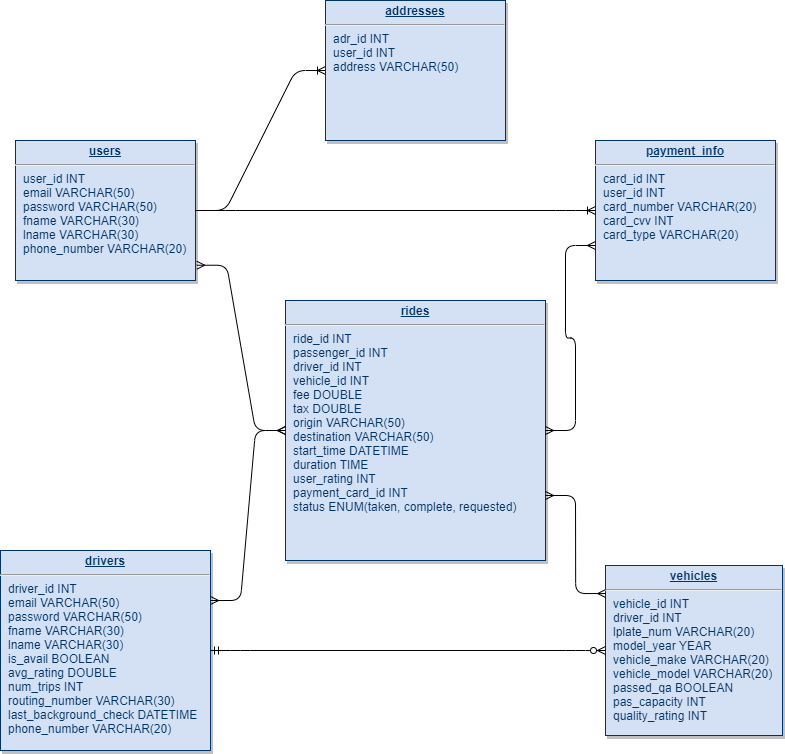 addresses
adr_id INT
user_id INT
address VARCHAR(50)
users
user_id INT
email VARCHAR(50)
password VARCHAR(50)
fname VARCHAR(30)
lname VARCHAR(30)
phone_number VARCHAR(20)
payment_info
card_id INT
user_id INT
card_number VARCHAR(20)
card_cvv INT
card_type VARCHAR(20)
rides
ride_id INT
passenger_id INT
driver_id INT
vehicle_id INT
fee DOUBLE
tax DOUBLE
origin VARCHAR(50)
destination VARCHAR(50)
start_time DATETIME
duration TIME
user_rating INT
payment_card_id INT
status ENUM(taken, complete, requested)
drivers
driver_id INT
email VARCHAR(50)
password VARCHAR(50)
fname VARCHAR(30)
lname VARCHAR(30)
is_avail BOOLEAN
avg_rating DOUBLE
num_trips INT
routing_number VARCHAR(30)
last_background_check DATETIME
phone_number VARCHAR(20)
vehicles
vehicle_id INT
driver_id INT
lplate_num VARCHAR(20)
model_year YEAR
vehicle_make VARCHAR(20)
vehicle_model VARCHAR(20)
passed_qa BOOLEAN
pas_capacity INT
quality_rating INT